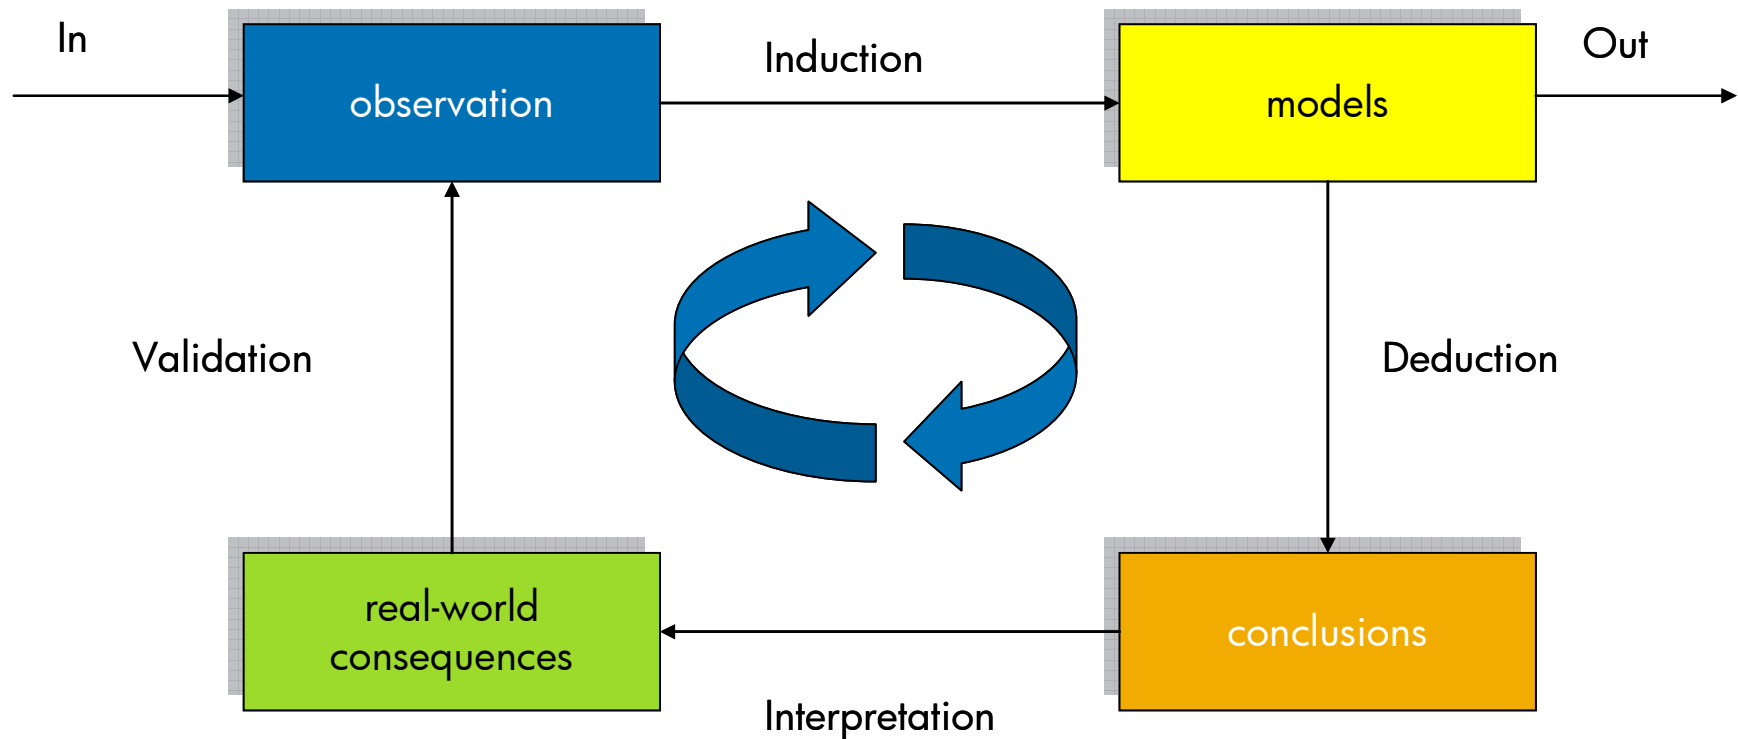 In
Induction
Out
observation
models
Validation
Deduction
real-world
consequences
conclusions
Interpretation